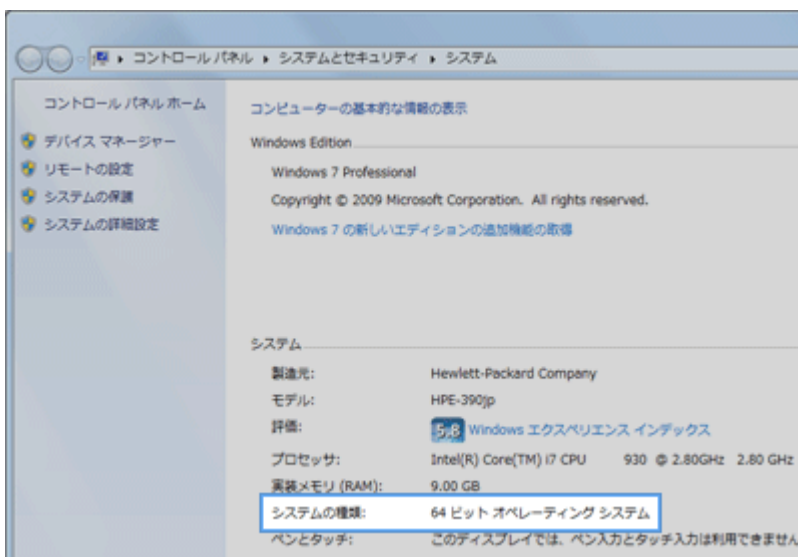 コントロール パネル ▸ システムとセキュリティ ▸ システム
コントロール パネル ホーム
デバイス マネージャー
リモートの設定
システムの保護
システムの詳細設定
コンピューターの基本的な情報の表示
Windows Edition
Windows 7 Professional
Copyright © 2009 Microsoft Corporation. All rights reserved.
Windows 7 の新しいエディションの追加機能の取得
システム
製造元: Hewlett-Packard Company
モデル: HPE-390jp
評価: 5,8 Windows エクスペリエンス インデックス
プロセッサ: Intel(R) Core(TM) i7 CPU 930 @ 2.80GHz 2.80 GHz
実装メモリ (RAM): 9.00 GB
システムの種類: 64 ビット オペレーティング システム
ペンとタッチ: このディスプレイでは、ペン入力とタッチ入力は利用できません